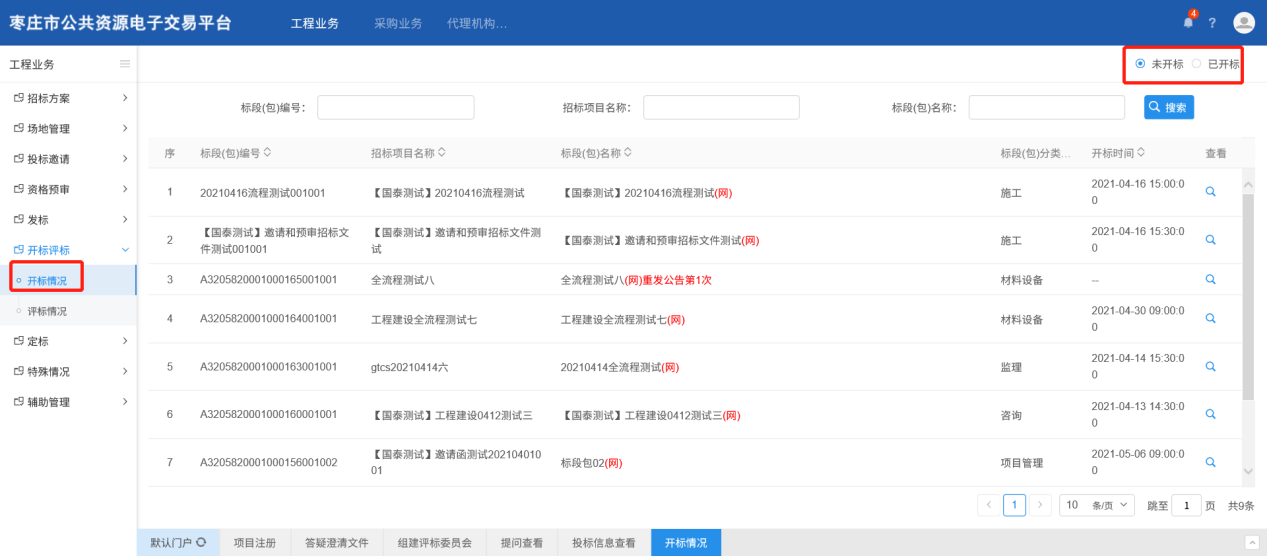 枣庄市公共资源电子交易平台 工程业务 采购业务 代理机构... 4 ?
工程业务
未开标 已开标
招标方案
场地管理
投标邀请
资格预审
发标
开标评标
开标情况
评标情况
定标
特殊情况
辅助管理
标段(包)编号: 招标项目名称: 标段(包)名称: 搜索
序 标段(包)编号 招标项目名称 标段(包)名称 标段(包)分类... 开标时间 查看
1 20210416流程测试001001 【国泰测试】20210416流程测试 【国泰测试】20210416流程测试(网) 施工 2021-04-16 15:00:0
0
2 【国泰测试】邀请和预审招标文 【国泰测试】邀请和预审招标文件测 【国泰测试】邀请和预审招标文件测试(网) 施工 2021-04-16 15:30:0
件测试001001 试 0
3 A3205820001000165001001 全流程测试八 全流程测试八(网)重发公告第1次 材料设备 --
4 A3205820001000164001001 工程建设全流程测试七 工程建设全流程测试七(网) 材料设备 2021-04-30 09:00:0
0
5 A3205820001000163001001 gtcs20210414六 20210414全流程测试(网) 监理 2021-04-14 15:30:0
0
6 A3205820001000160001001 【国泰测试】工程建设0412测试三 【国泰测试】工程建设0412测试三(网) 咨询 2021-04-13 14:30:0
0
7 A3205820001000156001002 【国泰测试】邀请函测试202104010 标段包02(网) 项目管理 2021-05-06 09:00:0
01 0
1 10 条/页 跳至 1 页 共9条
默认门户 项目注册 答疑澄清文件 组建评标委员会 提问查看 投标信息查看 开标情况